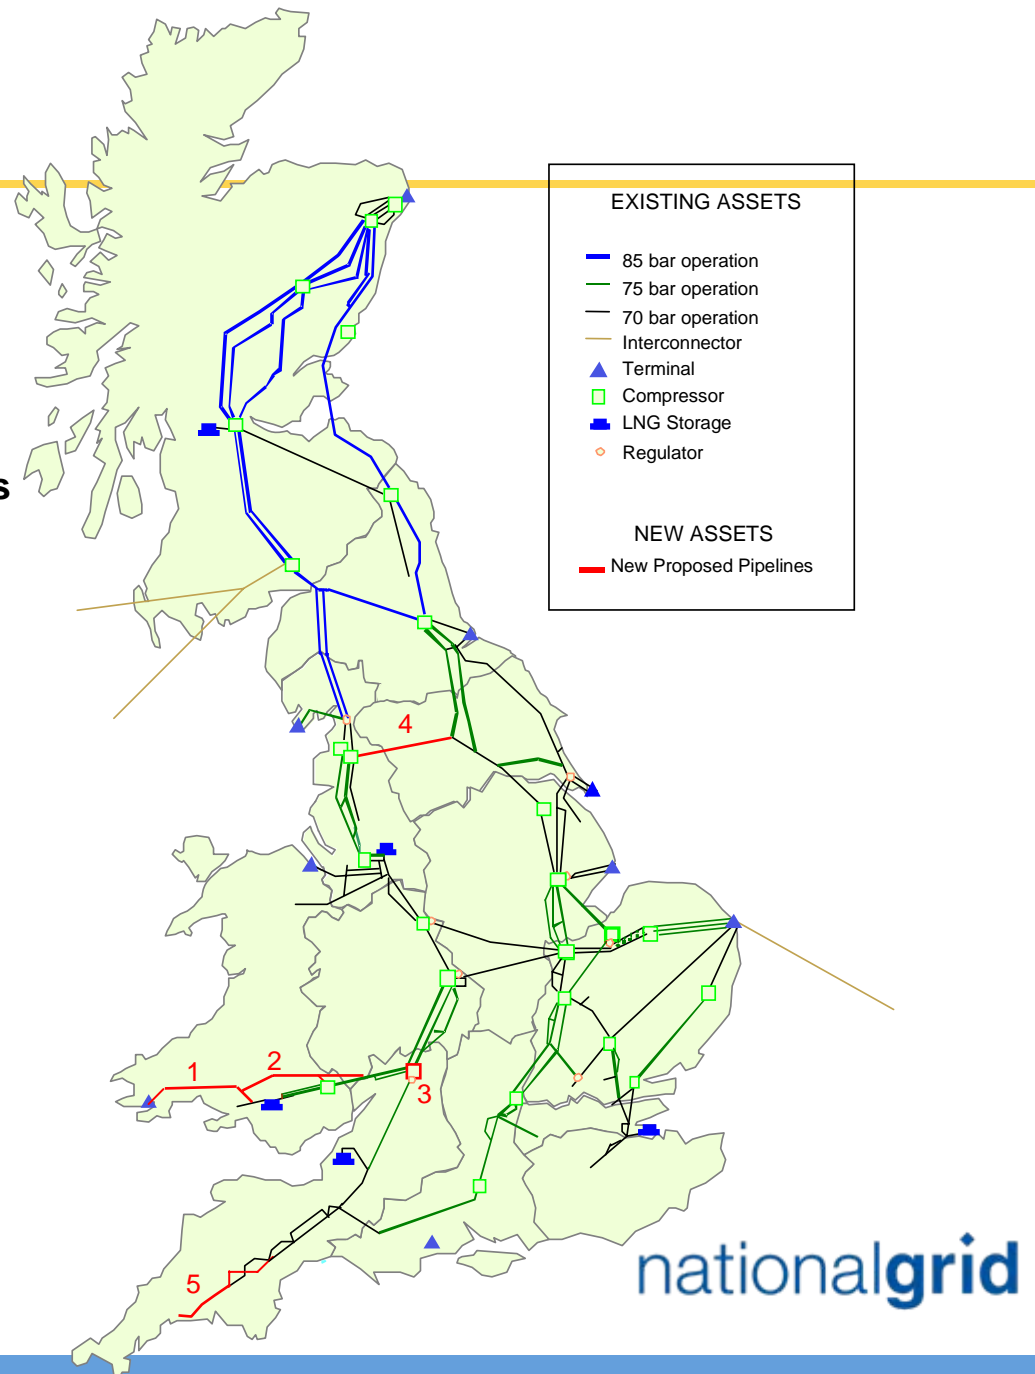 EXISTING ASSETS
85 bar operation
75 bar operation
70 bar operation
Interconnector
Terminal
Compressor
LNG Storage
Regulator
s
NEW ASSETS
New Proposed Pipelines
4
1
2
3
5
nationalgrid